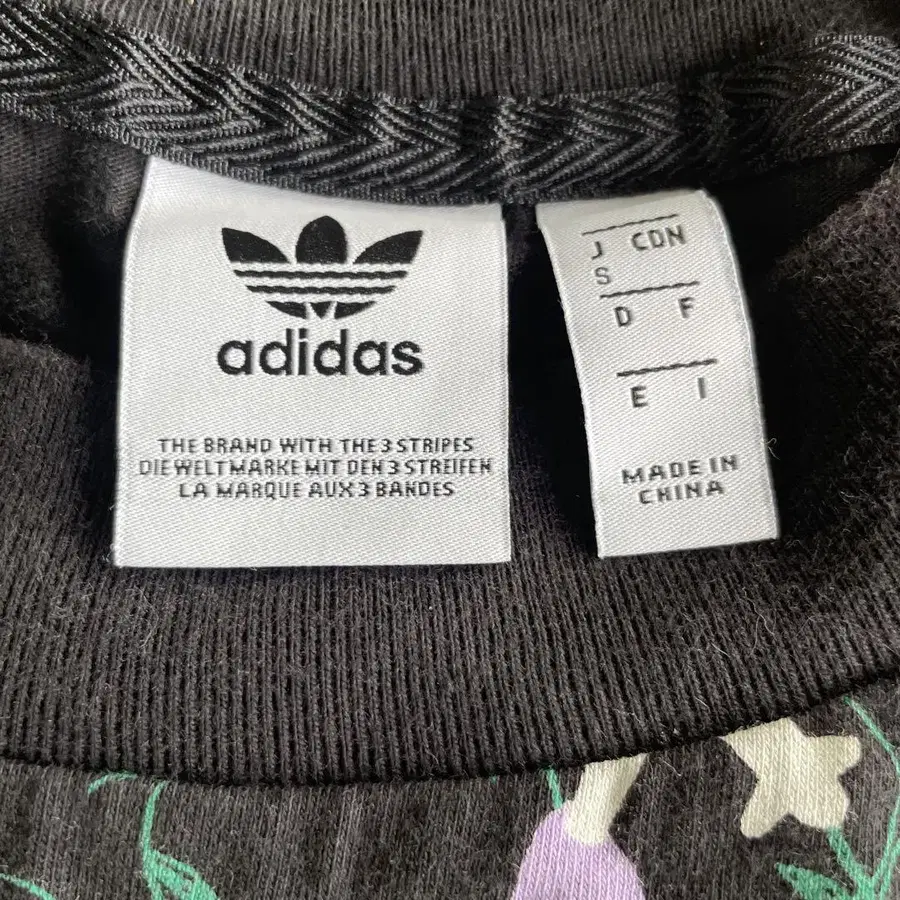 adidas
THE BRAND WITH THE 3 STRIPES
DIE WELTMARKE MIT DEN 3 STREIFEN
LA MARQUE AUX 3 BANDES
J CDN
S
D F
E I
MADE IN
CHINA